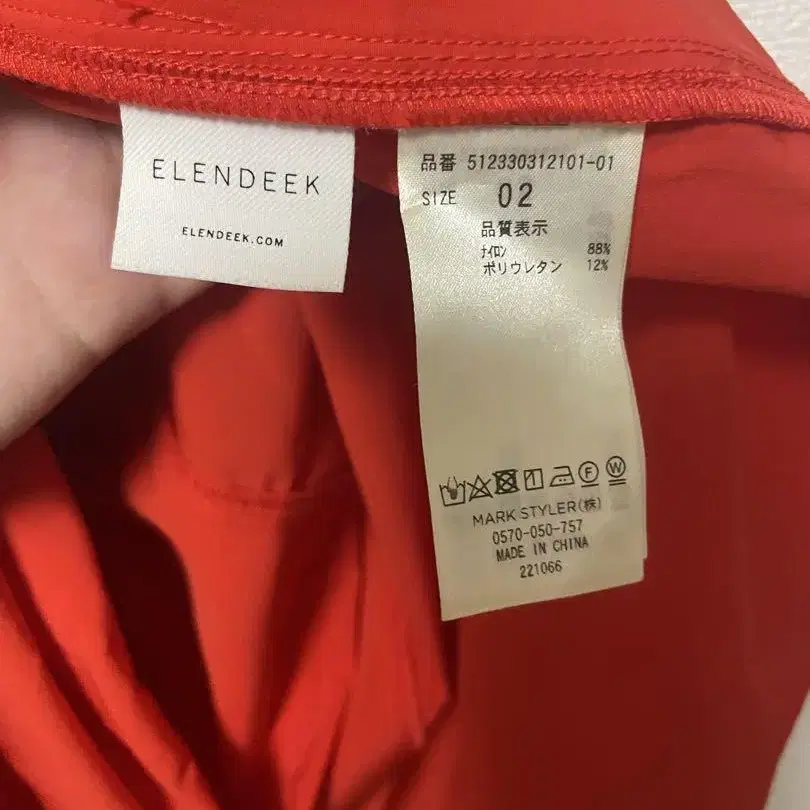 ELENDEEK
ELENDEEK.COM
品番 512330312101-01
SIZE 02
品質表示
ナイロン 88%
ポリウレタン 12%
MARK STYLER(株)
0570-050-757
MADE IN CHINA
221066